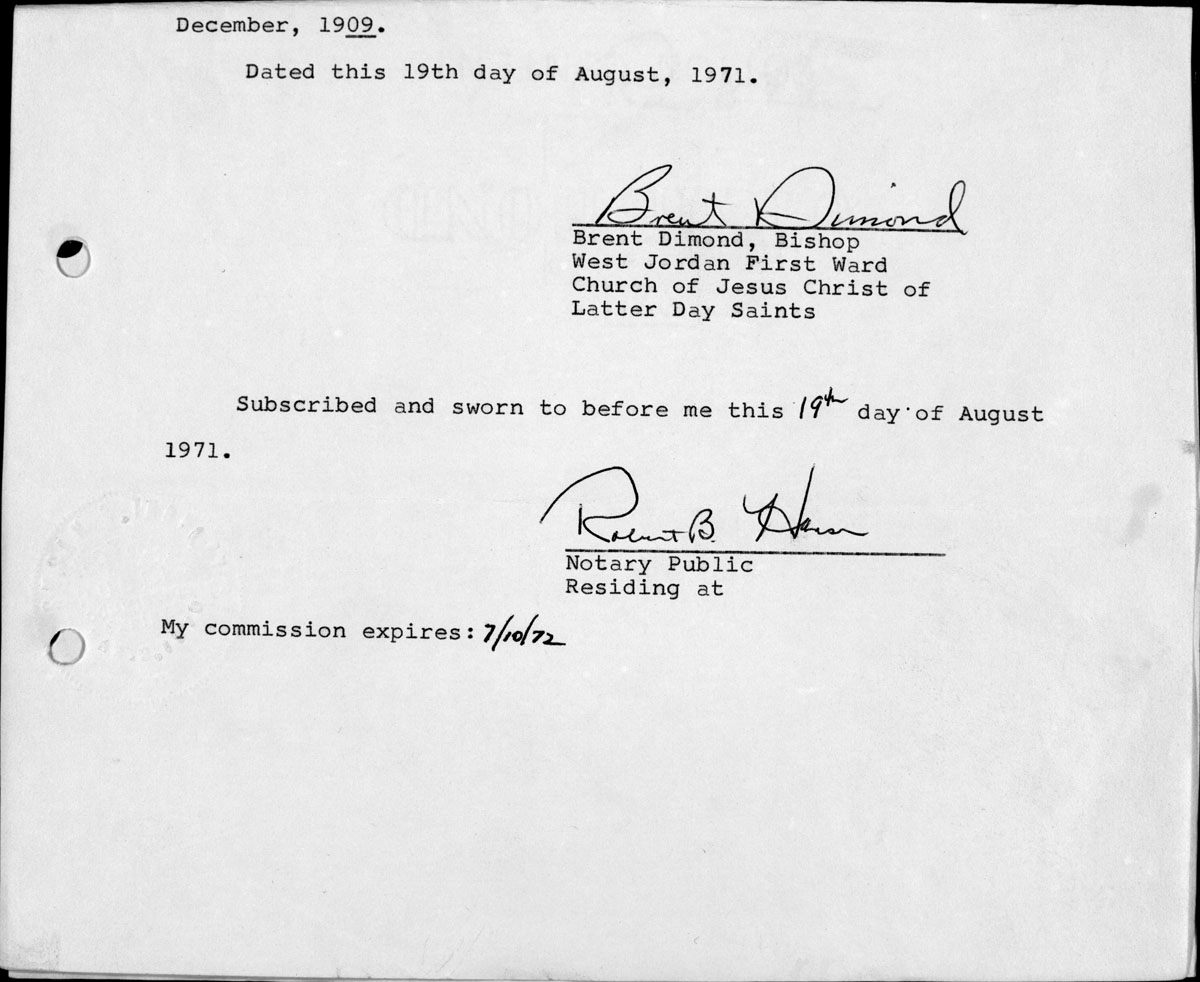 December, 1909.
Dated this 19th day of August, 1971.
Brent Dimond
Brent Dimond, Bishop
West Jordan First Ward
Church of Jesus Christ of
Latter Day Saints
Subscribed and sworn to before me this 19th day of August
1971.
Robert B.
Notary Public
Residing at
My commission expires: 7/10/72